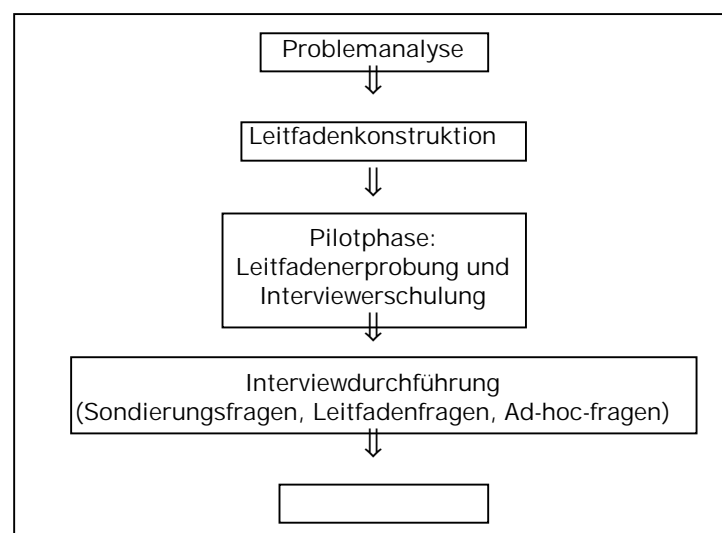 Problemanalyse
⇓
Leitfadenkonstruktion
⇓
Pilotphase:
Leitfadenerprobung und
Interviewerschulung
⇓
Interviewdurchführung
(Sondierungsfragen, Leitfadenfragen, Ad-hoc-fragen)
⇓